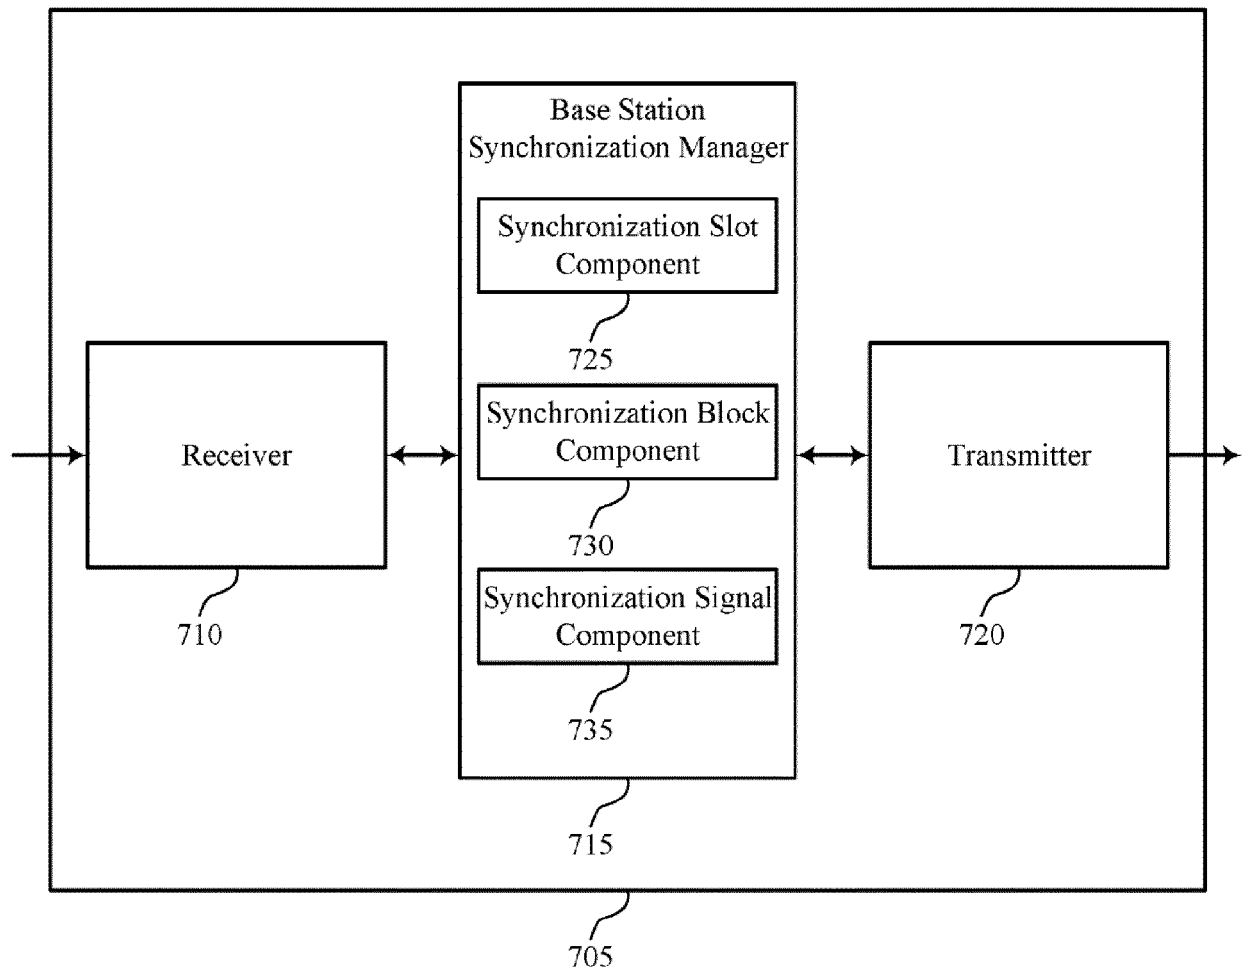 Base Station
Synchronization Manager
Synchronization Slot
Component
725
Receiver
710
Synchronization Block
Component
730
Transmitter
720
Synchronization Signal
Component
735
715
705